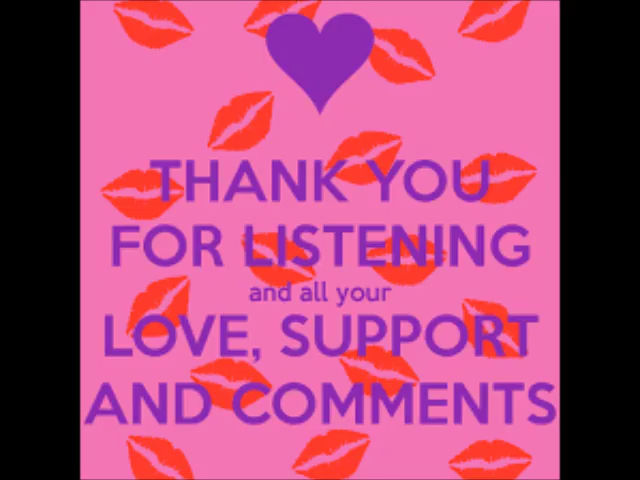 THANK YOU
FOR LISTENING
and all your
LOVE, SUPPORT
AND COMMENTS